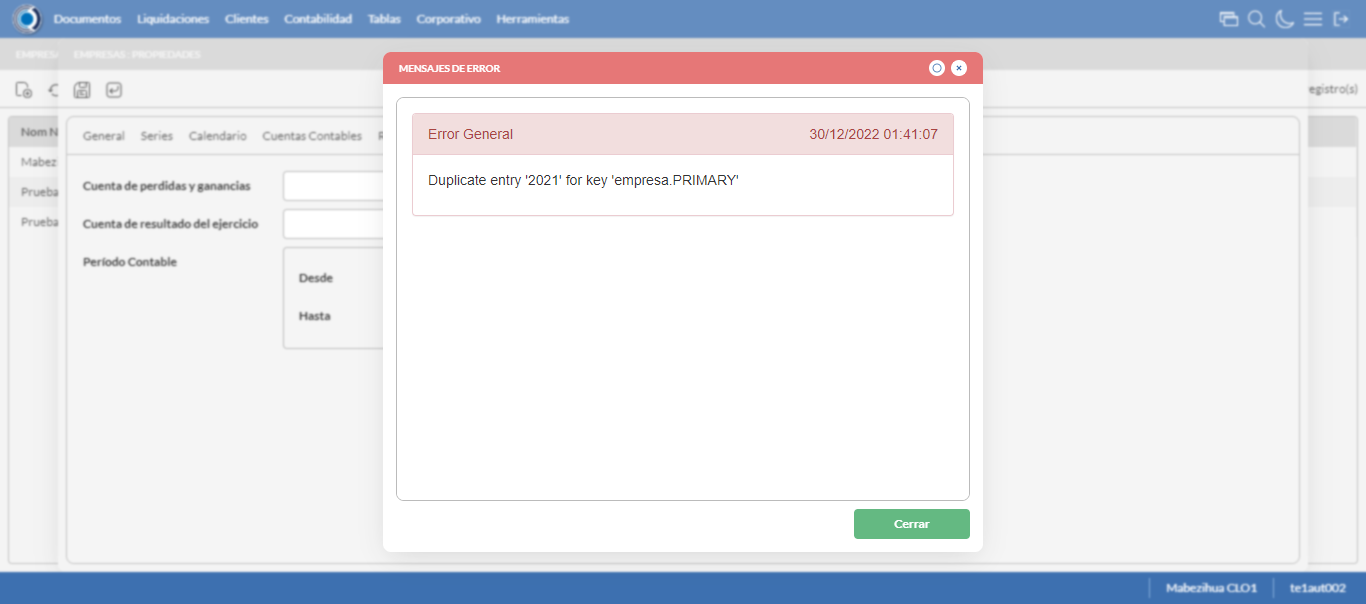 Documentos Liquidaciones Clientes Contabilidad Tablas Corporativo Herramientas
EMPRESAS : PROPIEDADES
MENSAJES DE ERROR
egistro(s)
Nom N
General Series Calendario Cuentas Contables
Error General 30/12/2022 01:41:07
Mabez
Cuenta de perdidas y ganancias
Duplicate entry '2021' for key 'empresa.PRIMARY'
Prueba
Cuenta de resultado del ejercicio
Prueba
Período Contable
Desde
Hasta
Cerrar
Mabezihua CLO1 te1aut002